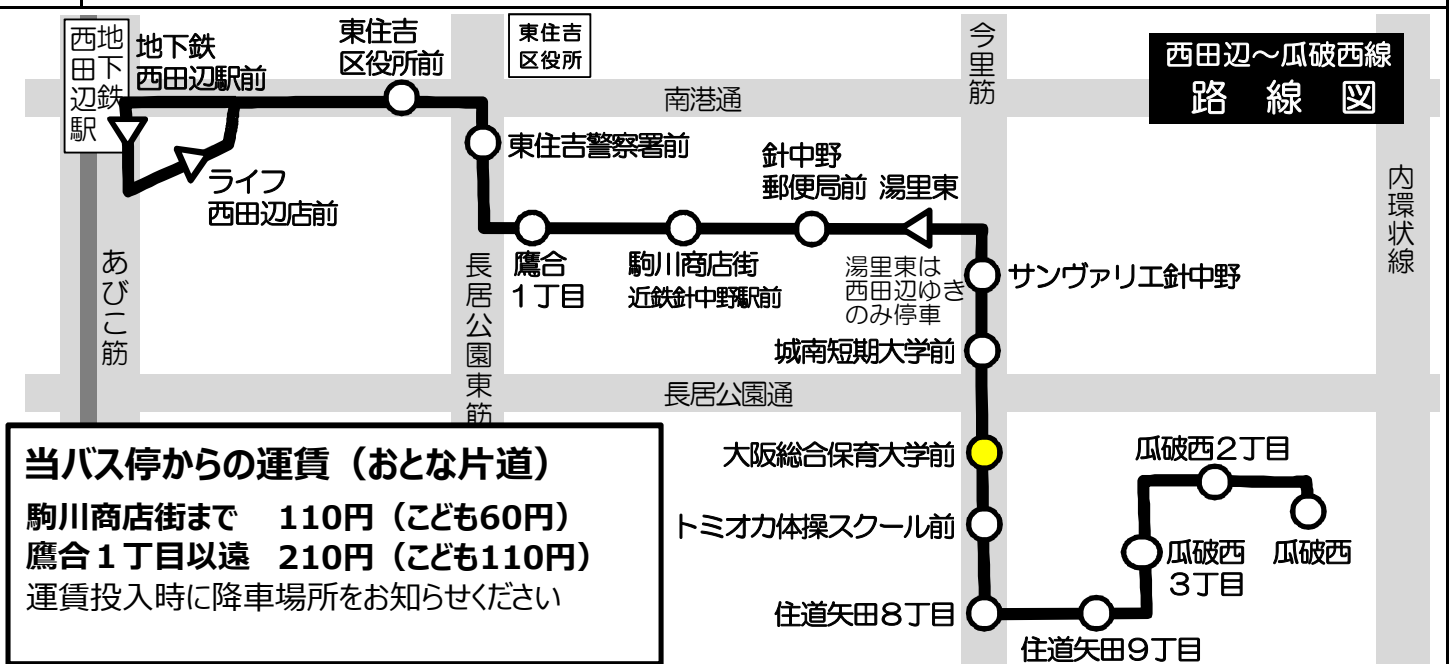 地下鉄
西田辺駅
地下鉄
西田辺駅前
東住吉
区役所前
東住吉
区役所
今里筋
西田辺〜瓜破西線
路線図
南港通
東住吉警察署前
針中野
郵便局前
湯里東
ライフ
西田辺店前
内環状線
あびこ筋
長居公園東筋
鷹合
1丁目
駒川商店街
近鉄針中野駅前
湯里東は
西田辺ゆき
のみ停車
サンヴァリエ針中野
城南短期大学前
長居公園通
当バス停からの運賃（おとな片道）
駒川商店街まで 110円（こども60円）
鷹合1丁目以遠 210円（こども110円）
運賃投入時に降車場所をお知らせください
大阪総合保育大学前
瓜破西2丁目
トミオカ体操スクール前
瓜破西
3丁目
瓜破西
住道矢田8丁目
住道矢田9丁目